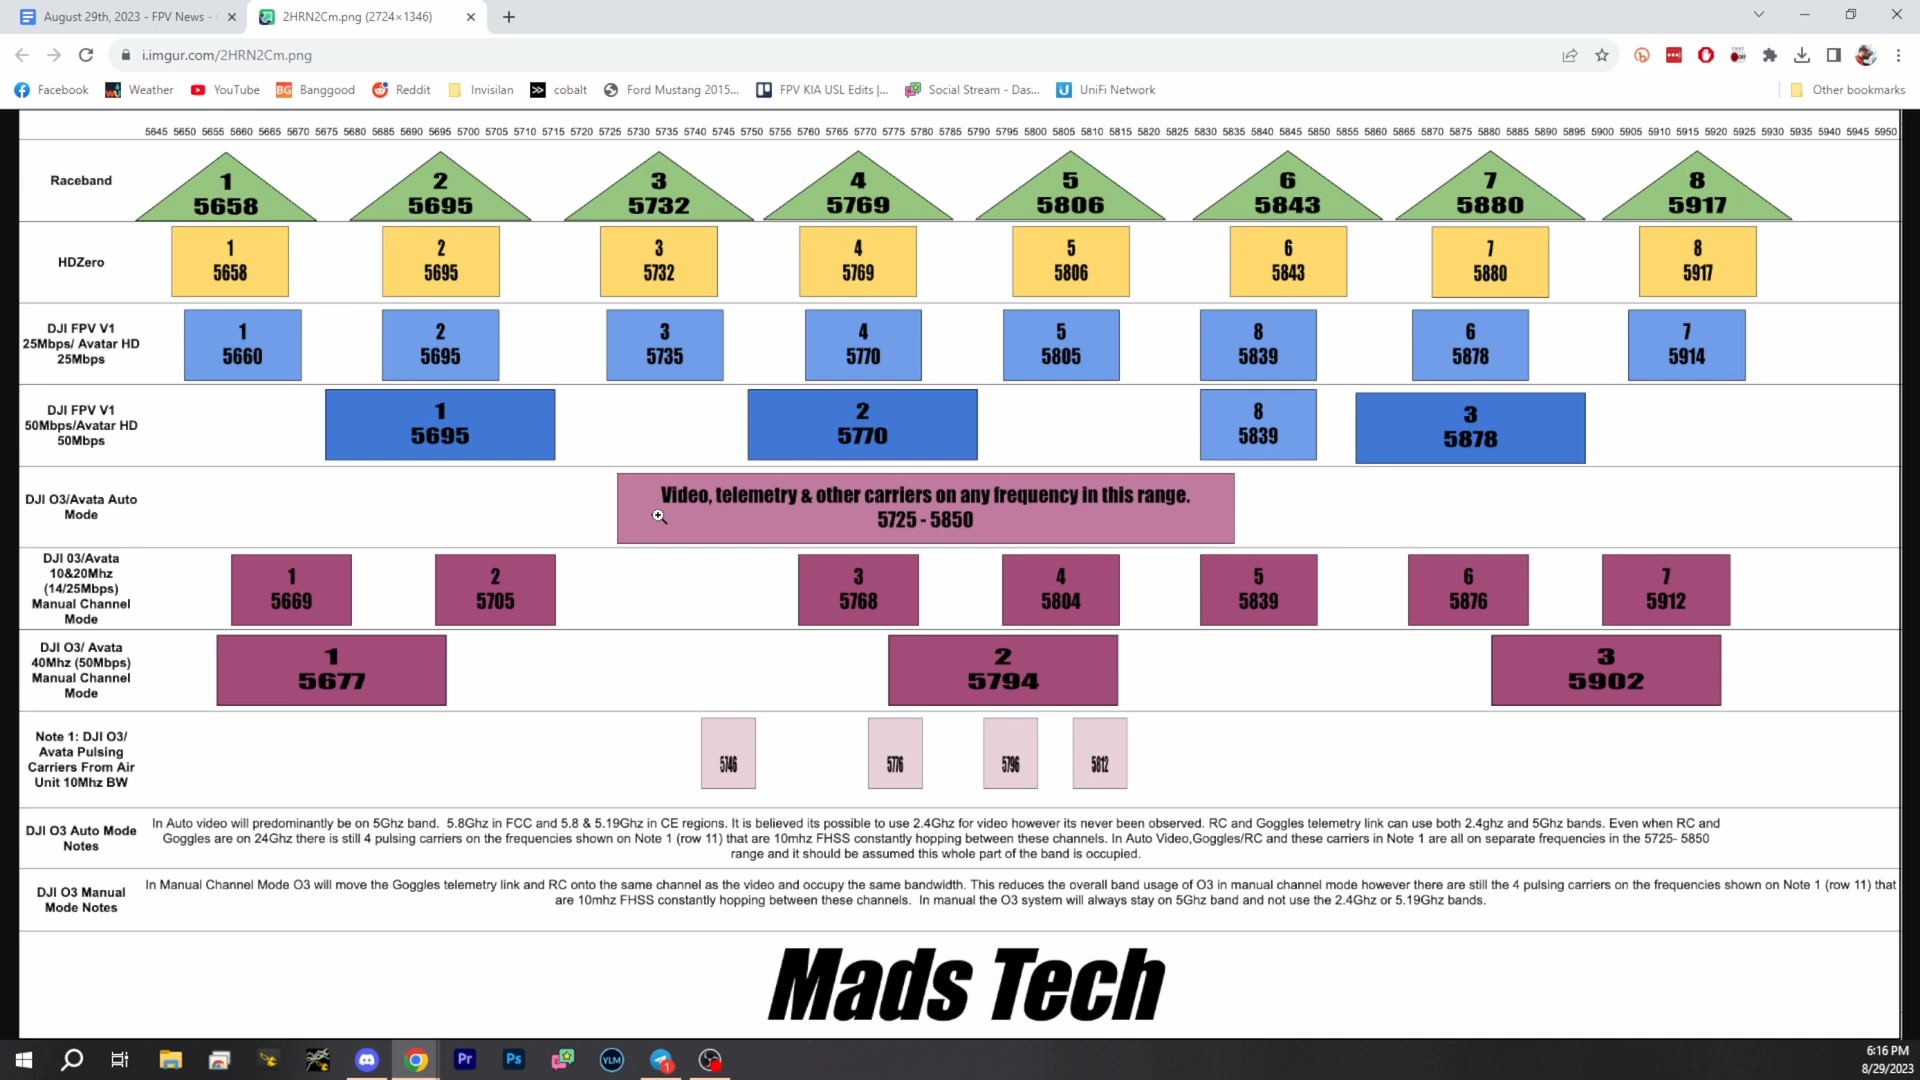 August 29th, 2023 - FPV News -
2HRN2Cm.png (2724×1346)
i.imgur.com/2HRN2Cm.png
Facebook
Weather
YouTube
BG Banggood
Reddit
Invisilan
cobalt
Ford Mustang 2015...
FPV KIA USL Edits |...
Social Stream - Das...
UniFi Network
Other bookmarks
5645 5650 5655 5660 5665 5670 5675 5680 5685 5690 5695 5700 5705 5710 5715 5720 5725 5730 5735 5740 5745 5750 5755 5760 5765 5770 5775 5780 5785 5790 5795 5800 5805 5810 5815 5820 5825 5830 5835 5840 5845 5850 5855 5860 5865 5870 5875 5880 5885 5890 5895 5900 5905 5910 5915 5920 5925 5930 5935 5940 5945 5950
Raceband
1 2 3 4 5 6 7 8
5658 5695 5732 5769 5806 5843 5880 5917
HDZero
1 2 3 4 5 6 7 8
5658 5695 5732 5769 5806 5843 5880 5917
DJI FPV V1
25Mbps/ Avatar HD
25Mbps
1 2 3 4 5 8 6 7
5660 5695 5735 5770 5805 5839 5878 5914
DJI FPV V1
50Mbps/Avatar HD
50Mbps
1 2 8 3
5695 5770 5839 5878
DJI O3/Avata Auto
Mode
Video, telemetry & other carriers on any frequency in this range.
5725 - 5850
DJI 03/Avata
10&20Mhz
(14/25Mbps)
Manual Channel
Mode
1 2 3 4 5 6 7
5669 5705 5768 5804 5839 5876 5912
DJI O3/ Avata
40Mhz (50Mbps)
Manual Channel
Mode
1 2 3
5677 5794 5902
Note 1: DJI O3/
Avata Pulsing
Carriers From Air
Unit 10Mhz BW
5746 5776 5796 5812
DJI O3 Auto Mode
Notes
In Auto video will predominantly be on 5Ghz band. 5.8Ghz in FCC and 5.8 & 5.19Ghz in CE regions. It is believed its possible to use 2.4Ghz for video however its never been observed. RC and Goggles telemetry link can use both 2.4ghz and 5Ghz bands. Even when RC and
Goggles are on 24Ghz there is still 4 pulsing carriers on the frequencies shown on Note 1 (row 11) that are 10mhz FHSS constantly hopping between these channels. In Auto Video,Goggles/RC and these carriers in Note 1 are all on separate frequencies in the 5725- 5850
range and it should be assumed this whole part of the band is occupied.
DJI O3 Manual
Mode Notes
In Manual Channel Mode O3 will move the Goggles telemetry link and RC onto the same channel as the video and occupy the same bandwidth. This reduces the overall band usage of O3 in manual channel mode however there are still the 4 pulsing carriers on the frequencies shown on Note 1 (row 11) that
are 10mhz FHSS constantly hopping between these channels. In manual the O3 system will always stay on 5Ghz band and not use the 2.4Ghz or 5.19Ghz bands.
Mads Tech
Pr
Ps
YLM
1
6:16 PM
8/29/2023